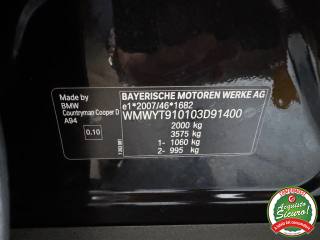 Made by
BMW
Countryman Cooper D
A94
0.10
BAYERISCHE MOTOREN WERKE AG
e1*2007/46*1682
WMWYT910103D91400
2000 kg
3575 kg
1- 1060 kg
2- 995 kg
Acquisto
Sicuro!